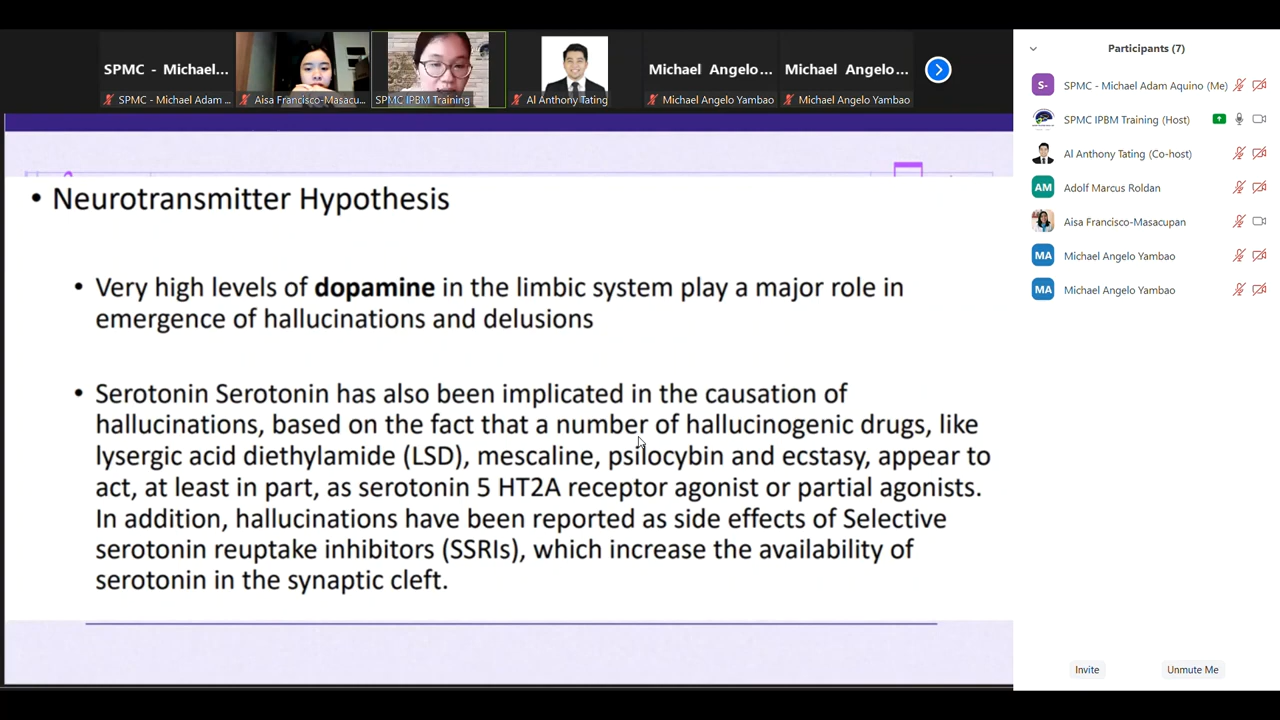 SPMC - Michael...
Michael Angelo...
Michael Angelo...
SPMC - Michael Adam ...
Aisa Francisco-Masacu...
SPMC IPBM Training
Al Anthony Tating
Michael Angelo Yambao
Michael Angelo Yambao
• Neurotransmitter Hypothesis
• Very high levels of dopamine in the limbic system play a major role in
emergence of hallucinations and delusions
• Serotonin Serotonin has also been implicated in the causation of
hallucinations, based on the fact that a number of hallucinogenic drugs, like
lysergic acid diethylamide (LSD), mescaline, psilocybin and ecstasy, appear to
act, at least in part, as serotonin 5 HT2A receptor agonist or partial agonists.
In addition, hallucinations have been reported as side effects of Selective
serotonin reuptake inhibitors (SSRIs), which increase the availability of
serotonin in the synaptic cleft.
Participants (7)
S- SPMC - Michael Adam Aquino (Me)
SPMC IPBM Training (Host)
Al Anthony Tating (Co-host)
AM Adolf Marcus Roldan
Aisa Francisco-Masacupan
MA Michael Angelo Yambao
MA Michael Angelo Yambao
Invite
Unmute Me